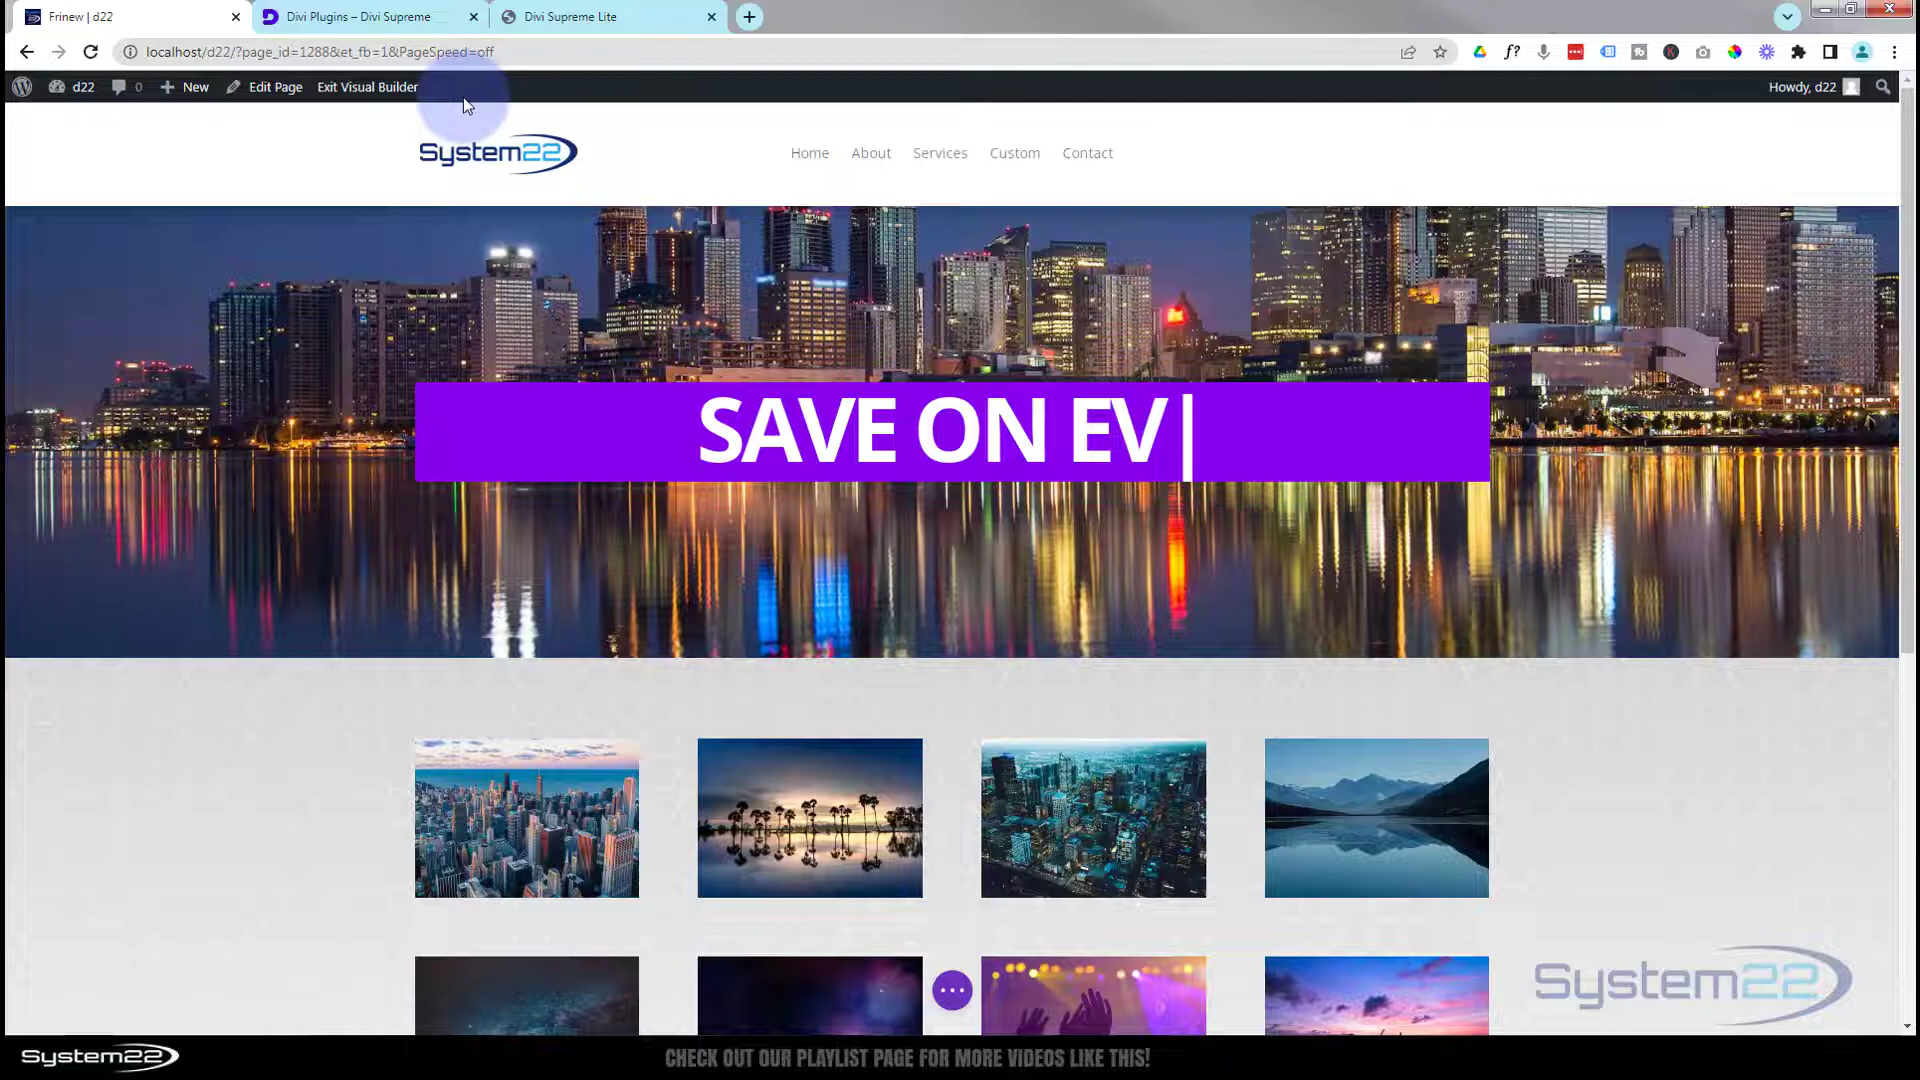 Frinew | d22
Divi Plugins – Divi Supreme
Divi Supreme Lite
localhost/d22/?page_id=1288&et_fb=1&PageSpeed=off
d22 0 New Edit Page Exit Visual Builder Howdy, d22
System22 Home About Services Custom Contact
SAVE ON EV|
System22
System22 CHECK OUT OUR PLAYLIST PAGE FOR MORE VIDEOS LIKE THIS!